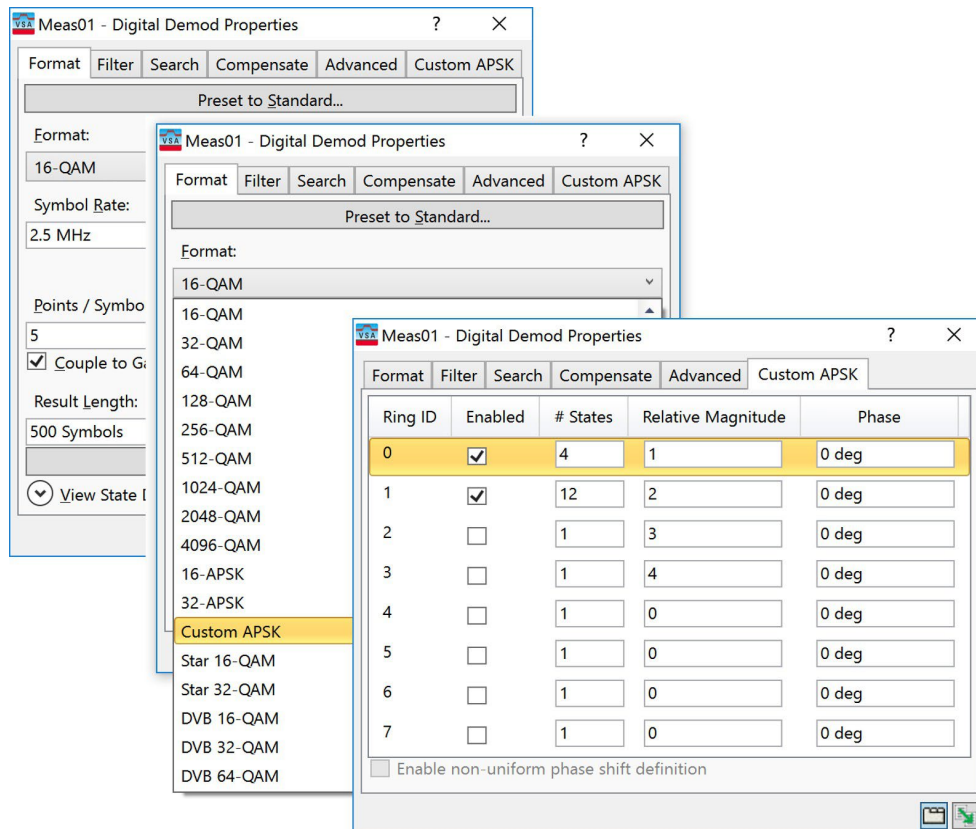 VSA Meas01 - Digital Demod Properties ?
Format Filter Search Compensate Advanced Custom APSK
Preset to Standard...
Format:
16-QAM
Symbol Rate:
2.5 MHz
Points / Symbo
5
Couple to Ga
Result Length:
500 Symbols
View State
VSA Meas01 - Digital Demod Properties ?
Format Filter Search Compensate Advanced Custom APSK
Preset to Standard...
Format:
16-QAM
16-QAM
32-QAM
64-QAM
128-QAM
256-QAM
512-QAM
1024-QAM
2048-QAM
4096-QAM
16-APSK
32-APSK
Custom APSK
Star 16-QAM
Star 32-QAM
DVB 16-QAM
DVB 32-QAM
DVB 64-QAM
VSA Meas01 - Digital Demod Properties ?
Format Filter Search Compensate Advanced Custom APSK
Ring ID Enabled # States Relative Magnitude Phase
0 4 1 0 deg
1 12 2 0 deg
2 1 3 0 deg
3 1 4 0 deg
4 1 0 0 deg
5 1 0 0 deg
6 1 0 0 deg
7 1 0 0 deg
Enable non-uniform phase shift definition